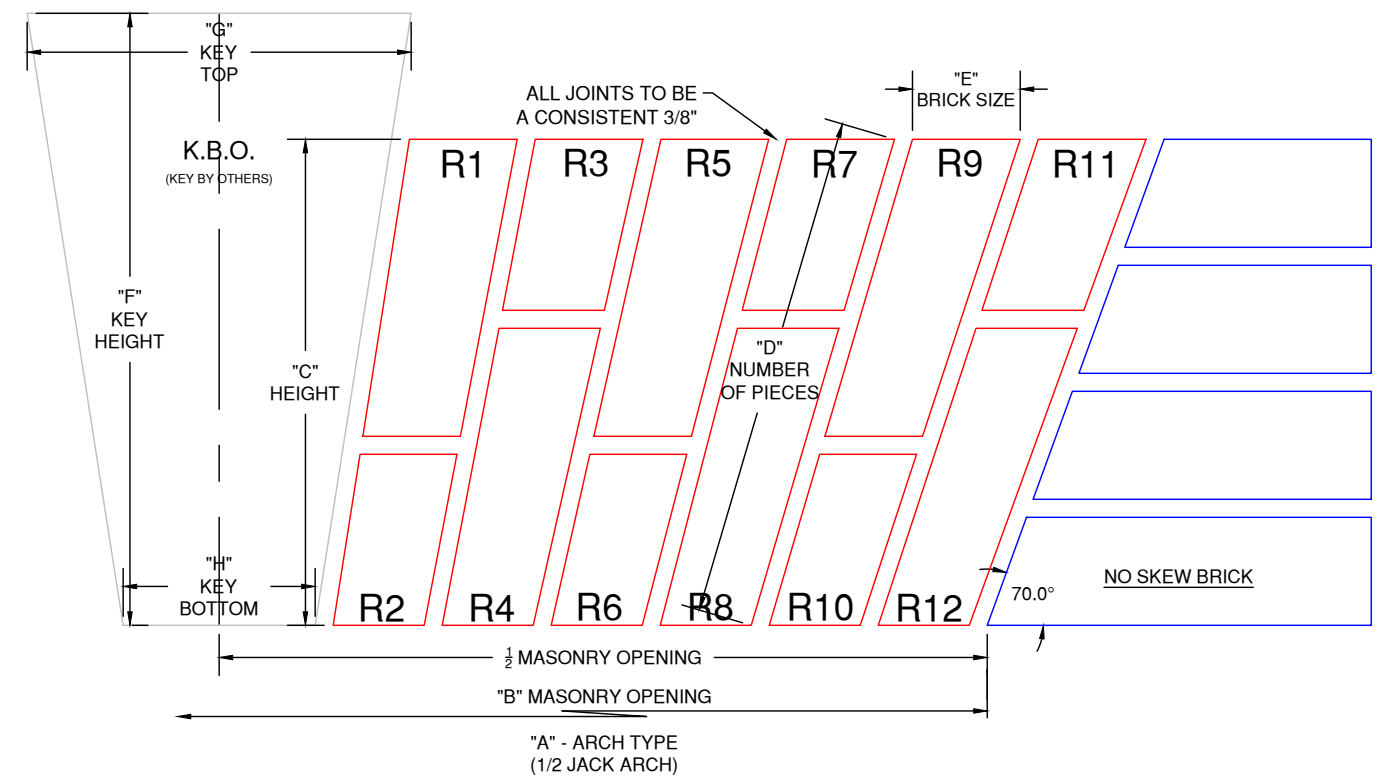 "G"
KEY
TOP
K.B.O.
(KEY BY OTHERS)
"F"
KEY
HEIGHT
"C"
HEIGHT
"H"
KEY
BOTTOM
ALL JOINTS TO BE
A CONSISTENT 3/8"
"E"
BRICK SIZE
R1
R3
R5
R7
R9
R11
"D"
NUMBER
OF PIECES
R2
R4
R6
R8
R10
R12
70.0°
NO SKEW BRICK
½ MASONRY OPENING
"B" MASONRY OPENING
"A" - ARCH TYPE
(1/2 JACK ARCH)